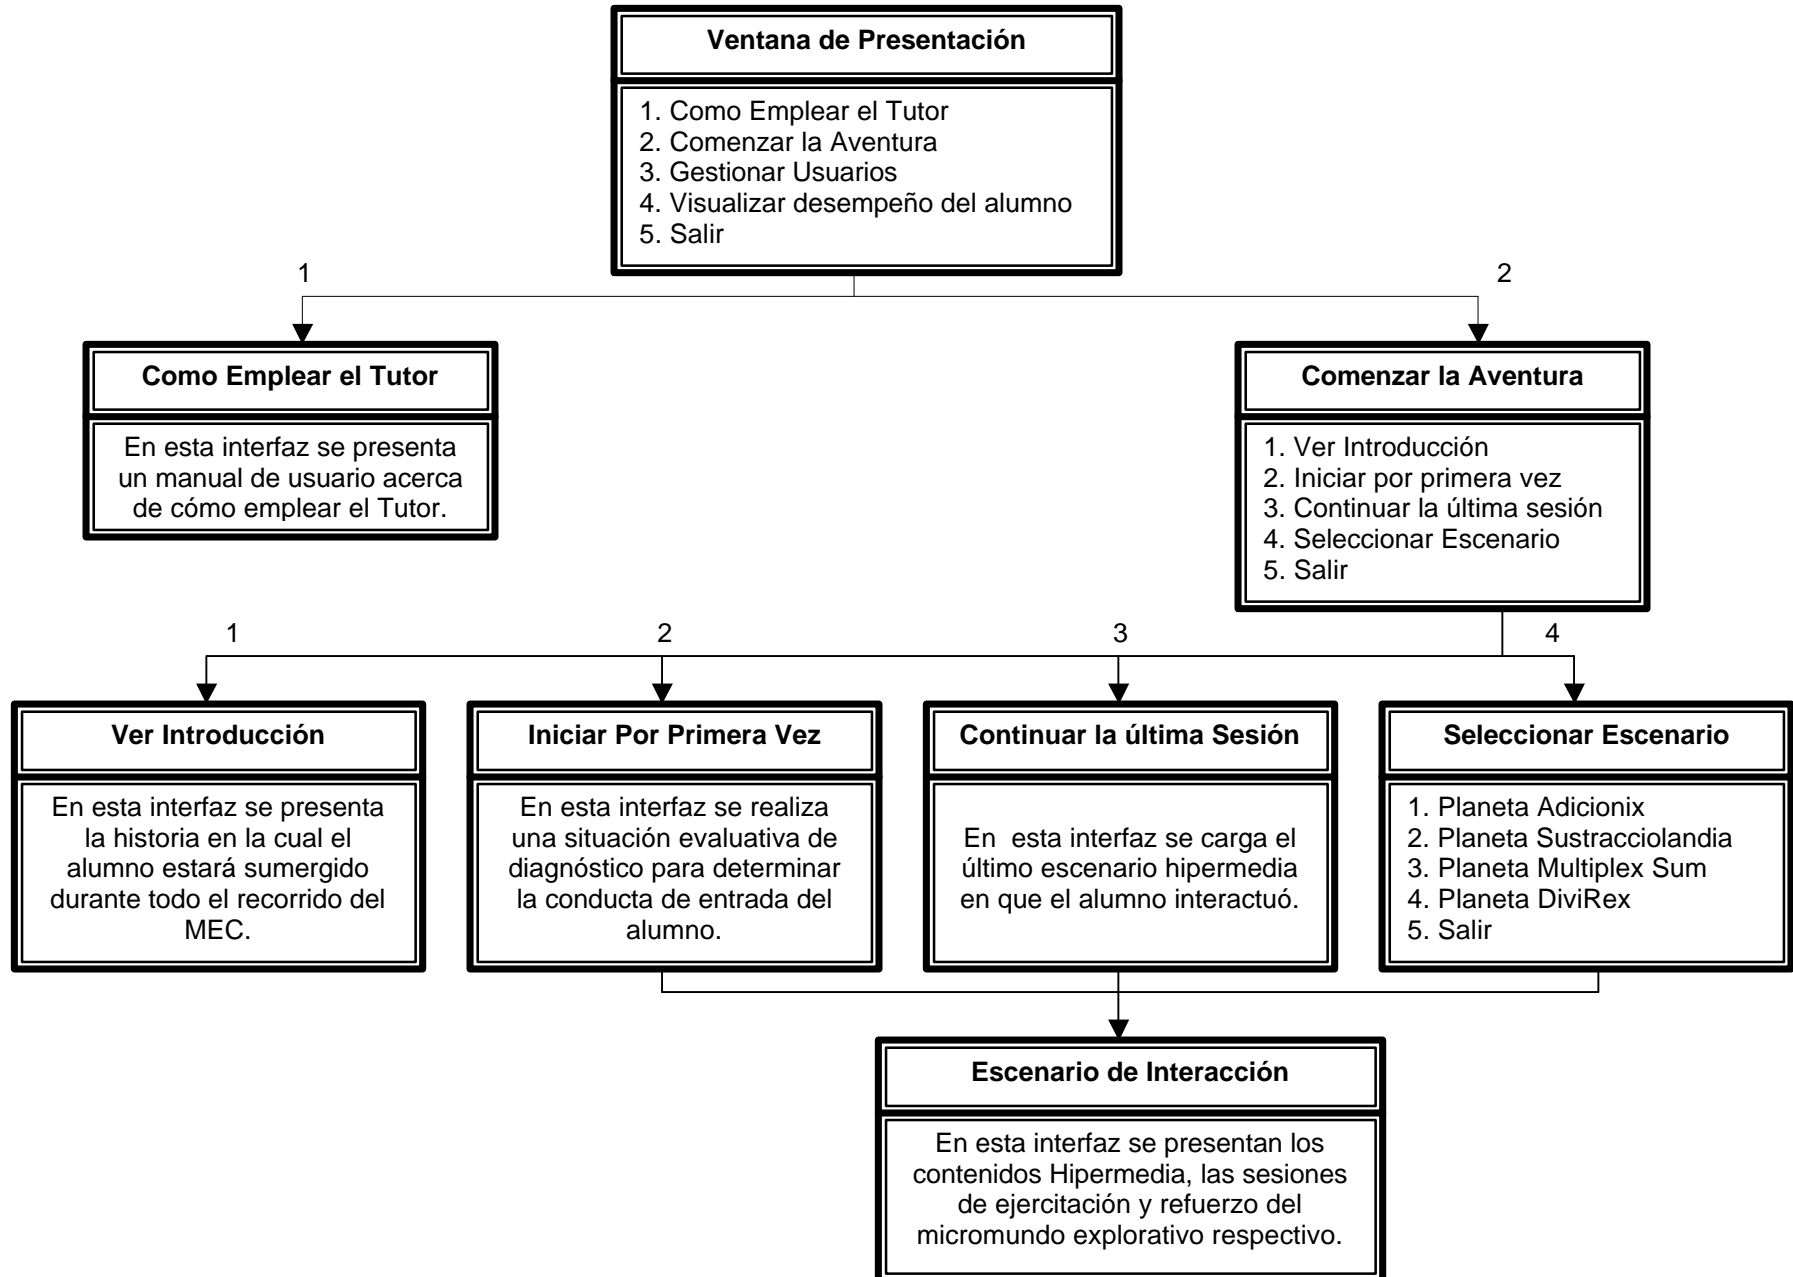 Ventana de Presentación
1. Como Emplear el Tutor
2. Comenzar la Aventura
3. Gestionar Usuarios
4. Visualizar desempeño del alumno
5. Salir
1
2
Como Emplear el Tutor
En esta interfaz se presenta
un manual de usuario acerca
de cómo emplear el Tutor.
Comenzar la Aventura
1. Ver Introducción
2. Iniciar por primera vez
3. Continuar la última sesión
4. Seleccionar Escenario
5. Salir
1
2
3
4
Ver Introducción
En esta interfaz se presenta
la historia en la cual el
alumno estará sumergido
durante todo el recorrido del
MEC.
Iniciar Por Primera Vez
En esta interfaz se realiza
una situación evaluativa de
diagnóstico para determinar
la conducta de entrada del
alumno.
Continuar la última Sesión
En  esta interfaz se carga el
último escenario hipermedia
en que el alumno interactuó.
Seleccionar Escenario
1. Planeta Adicionix
2. Planeta Sustracciolandia
3. Planeta Multiplex Sum
4. Planeta DiviRex
5. Salir
Escenario de Interacción
En esta interfaz se presentan los
contenidos Hipermedia, las sesiones
de ejercitación y refuerzo del
micromundo explorativo respectivo.